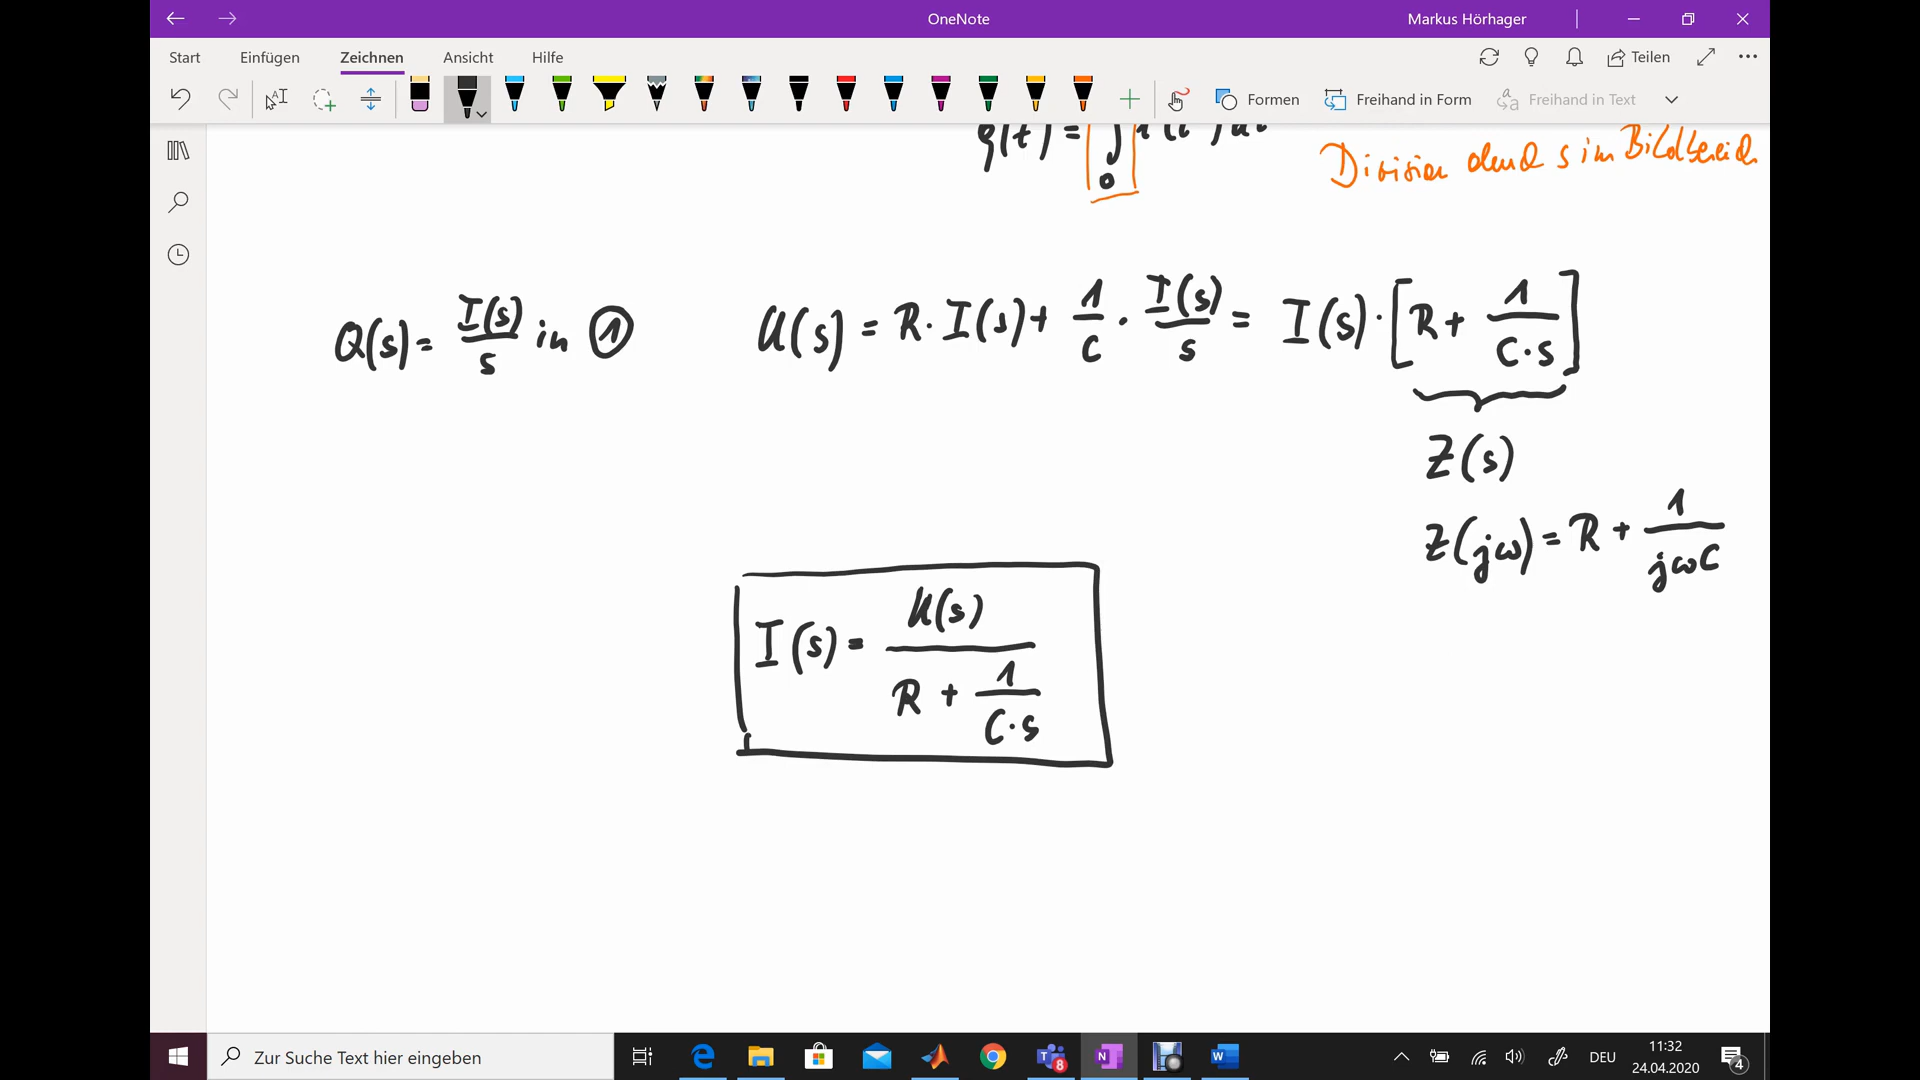 OneNote
Markus Hörhager
Start Einfügen Zeichnen Ansicht Hilfe Teilen
Formen Freihand in Form Freihand in Text
Division durch s im Bildbereich
Q(s) = I(s)/s in ①
U(s) = R · I(s) + 1/C · I(s)/s = I(s) · [R + 1/(C·s)]
Z(s)
Z(jω) = R + 1/(jωC)
I(s) = U(s)/(R + 1/(C·s))
Zur Suche Text hier eingeben
8
DEU
11:32
24.04.2020
4